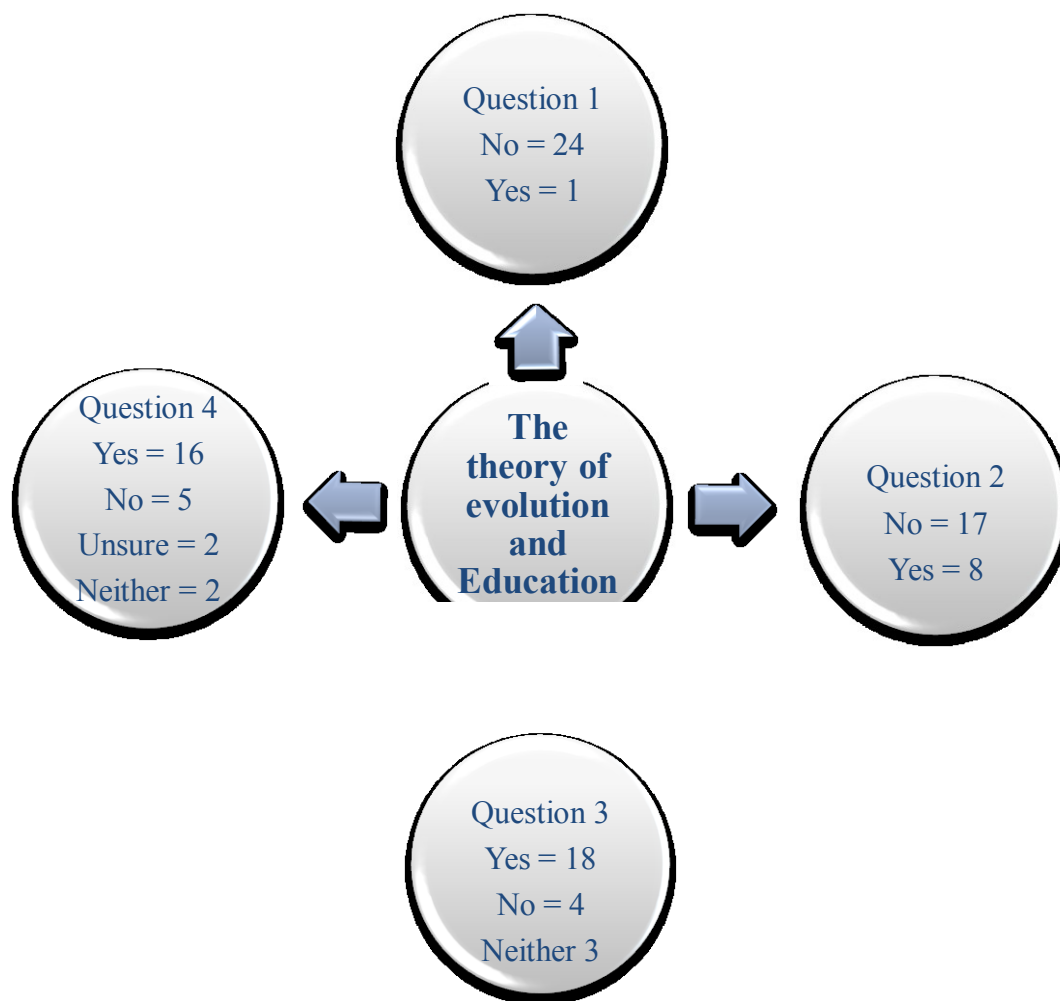 Question 1
No = 24
Yes = 1
The
theory of
evolution
and
Education
Question 2
No = 17
Yes = 8
Question 3
Yes = 18
No = 4
Neither 3
Question 4
Yes = 16
No = 5
Unsure = 2
Neither = 2